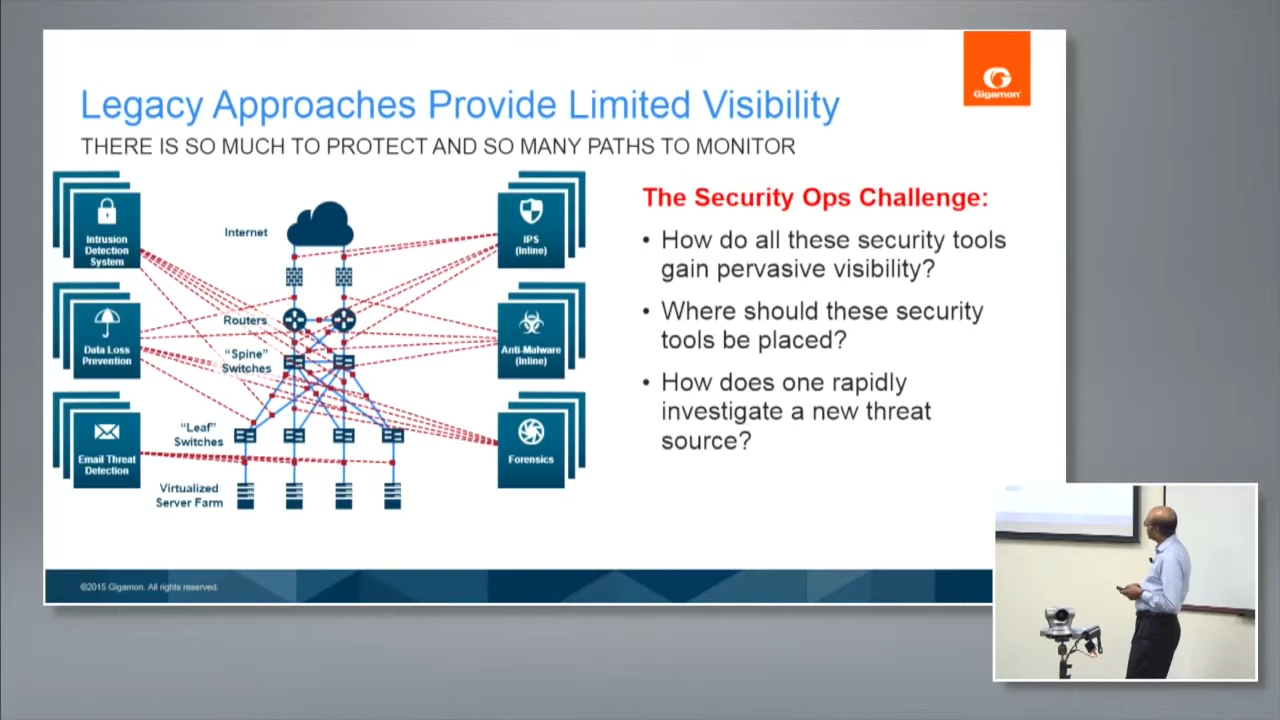 Gigamon
Legacy Approaches Provide Limited Visibility
THERE IS SO MUCH TO PROTECT AND SO MANY PATHS TO MONITOR
Intrusion
Detection
System
Data Loss
Prevention
Email Threat
Detection
Internet
Routers
“Spine”
Switches
“Leaf”
Switches
Virtualized
Server Farm
IPS
(Inline)
Anti-Malware
(Inline)
Forensics
The Security Ops Challenge:
• How do all these security tools
gain pervasive visibility?
• Where should these security
tools be placed?
• How does one rapidly
investigate a new threat
source?
©2015 Gigamon. All rights reserved.